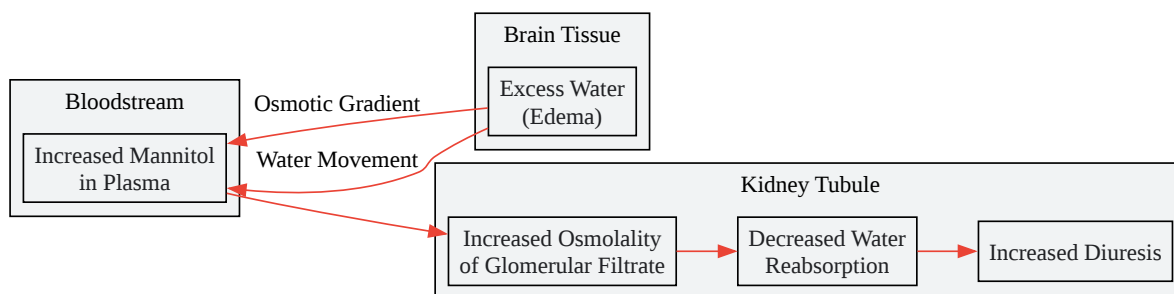 Brain Tissue
Excess Water
(Edema)
Bloodstream
Osmotic Gradient
Increased Mannitol
in Plasma
Water Movement
Kidney Tubule
Increased Osmolality
of Glomerular Filtrate
Decreased Water
Reabsorption
Increased Diuresis